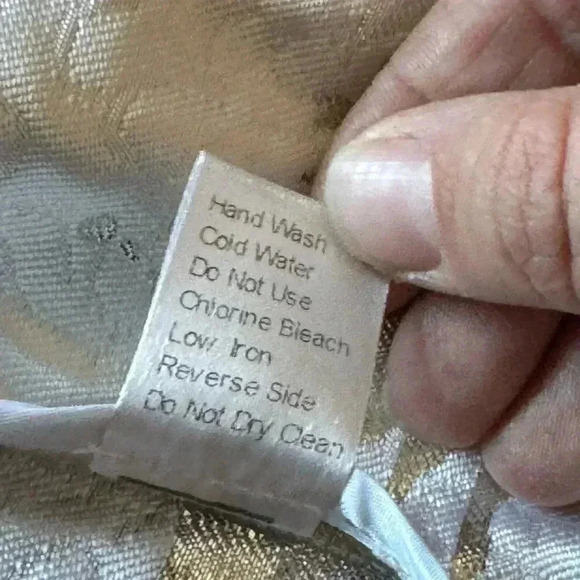 Hand Wash
Cold Water
Do Not Use
Chlorine Bleach
Low Iron
Reverse Side
Do Not Dry Clean